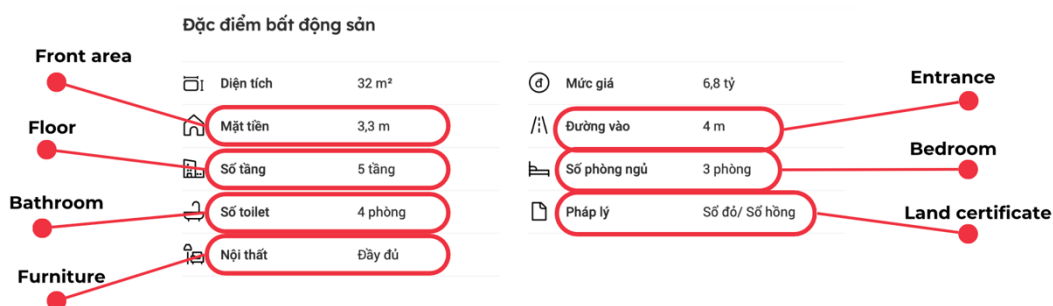 Đặc điểm bất động sản
Front area
Diện tích 32 m²
Mức giá 6,8 tỷ
Entrance
Floor
Mặt tiền 3,3 m
Đường vào 4 m
Bedroom
Số tầng 5 tầng
Số phòng ngủ 3 phòng
Bathroom
Số toilet 4 phòng
Pháp lý Sổ đỏ/ Sổ hồng
Land certificate
Nội thất Đầy đủ
Furniture